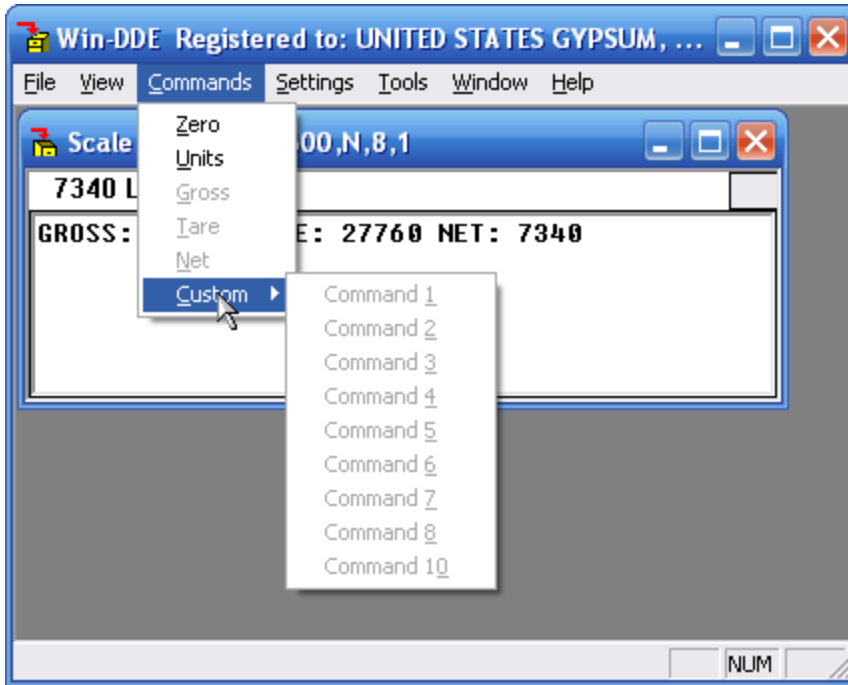 Win-DDE Registered to: UNITED STATES GYPSUM, ...
File View Commands Settings Tools Window Help
Scale 00,N,8,1
7340 L
GROSS: E: 27760 NET: 7340
Zero
Units
Gross
Tare
Net
Custom
Command 1
Command 2
Command 3
Command 4
Command 5
Command 6
Command 7
Command 8
Command 10
NUM